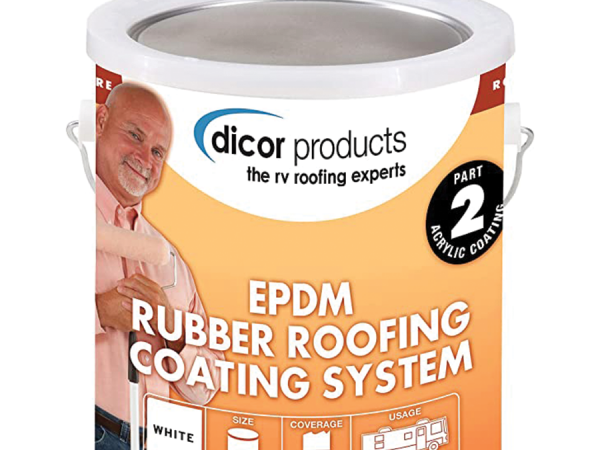 RE
R
dicor products
the rv roofing experts
PART
2
ACRYLIC COATING
EPDM
RUBBER ROOFING
COATING SYSTEM
WHITE
SIZE
COVERAGE
USAGE